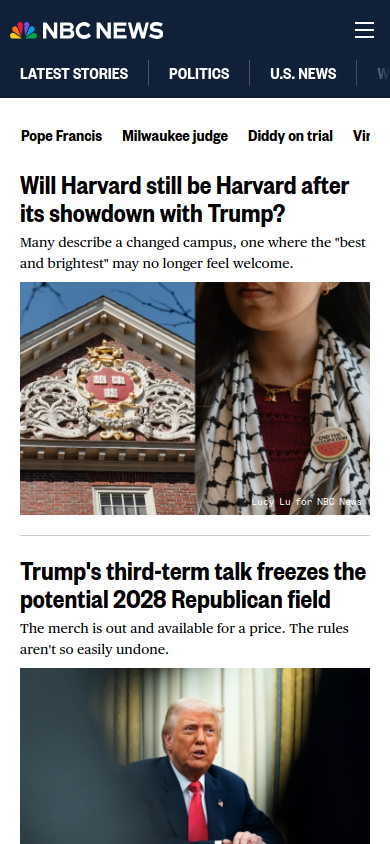 NBC NEWS
LATEST STORIES
POLITICS
U.S. NEWS
Pope Francis
Milwaukee judge
Diddy on trial
Will Harvard still be Harvard after
its showdown with Trump?
Many describe a changed campus, one where the "best
and brightest" may no longer feel welcome.
END THE
OCCUPATION
Lucy Lu for NBC News
Trump's third-term talk freezes the
potential 2028 Republican field
The merch is out and available for a price. The rules
aren't so easily undone.